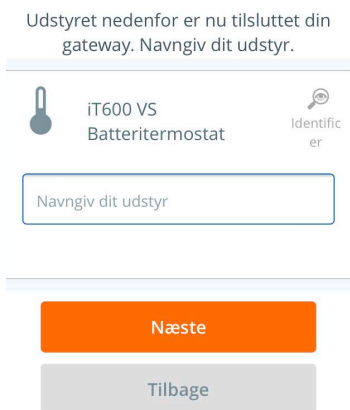 Udstyret nedenfor er nu tilsluttet din
gateway. Navngiv dit udstyr.
iT600 VS
Batteritermostat
Identific
er
Navngiv dit udstyr
Næste
Tilbage